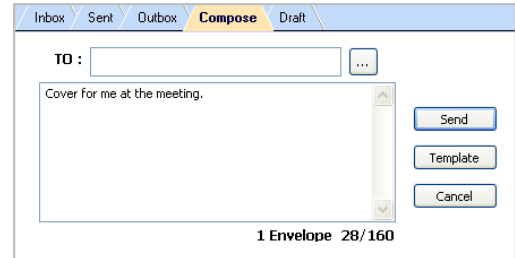 Inbox Sent Outbox Compose Draft
TO : ...
Cover for me at the meeting.
Send
Template
Cancel
1 Envelope 28/160